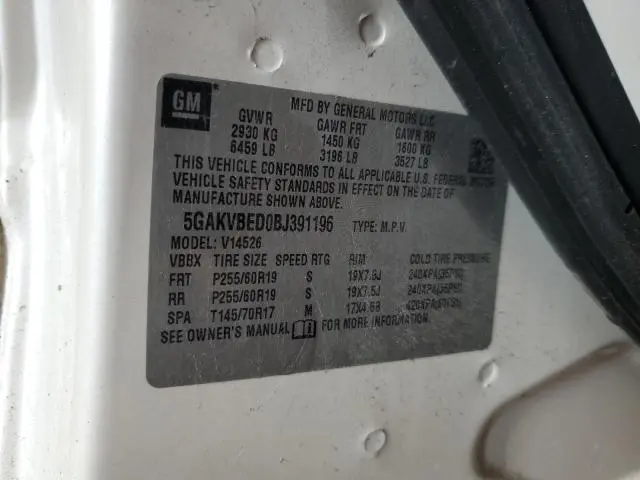 GM
MFD BY GENERAL MOTORS LLC
GVWR GAWR FRT GAWR RR
2930 KG 1450 KG 1600 KG
6459 LB 3196 LB 3527 LB
THIS VEHICLE CONFORMS TO ALL APPLICABLE U.S. FEDERAL
VEHICLE SAFETY STANDARDS IN EFFECT ON THE DATE OF
MANUFACTURE SHOWN ABOVE.
5GAKVBED0BJ391196 TYPE: M.P.V.
MODEL: V14526
VBBX TIRE SIZE SPEED RTG RIM COLD TIRE PRESSURE
FRT P255/60R19 S 19X7.5J 240KPA(35PSI)
RR P255/60R19 S 19X7.5J 240KPA(35PSI)
SPA T145/70R17 M 17X4.5B 420KPA(60PSI)
SEE OWNER'S MANUAL FOR MORE INFORMATION.